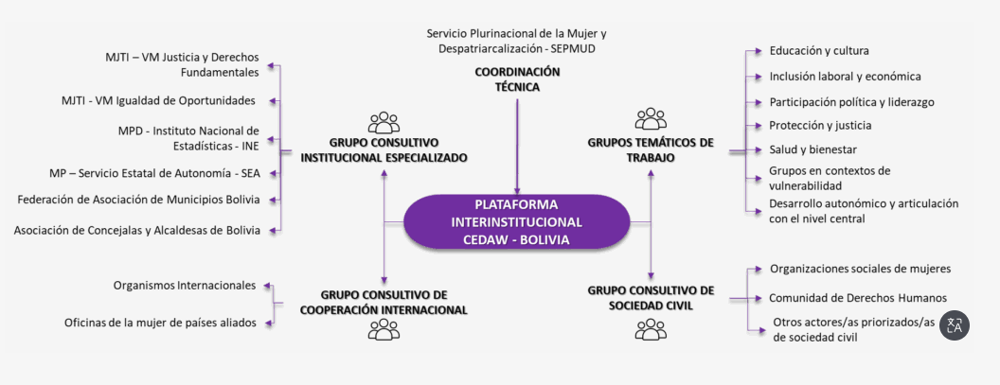 Servicio Plurinacional de la Mujer y
Despatriarcalización - SEPMUD
COORDINACIÓN
TÉCNICA
MJTI – VM Justicia y Derechos
Fundamentales
MJTI - VM Igualdad de Oportunidades
MPD - Instituto Nacional de
Estadísticas - INE
MP – Servicio Estatal de Autonomía - SEA
Federación de Asociación de Municipios Bolivia
Asociación de Concejalas y Alcaldesas de Bolivia
GRUPO CONSULTIVO
INSTITUCIONAL ESPECIALIZADO
GRUPOS TEMÁTICOS DE
TRABAJO
Educación y cultura
Inclusión laboral y económica
Participación política y liderazgo
Protección y justicia
Salud y bienestar
Grupos en contextos de
vulnerabilidad
Desarrollo autonómico y articulación
con el nivel central
PLATAFORMA
INTERINSTITUCIONAL
CEDAW - BOLIVIA
Organismos Internacionales
Oficinas de la mujer de países aliados
GRUPO CONSULTIVO DE
COOPERACIÓN INTERNACIONAL
GRUPO CONSULTIVO DE
SOCIEDAD CIVIL
Organizaciones sociales de mujeres
Comunidad de Derechos Humanos
Otros actores/as priorizados/as
de sociedad civil